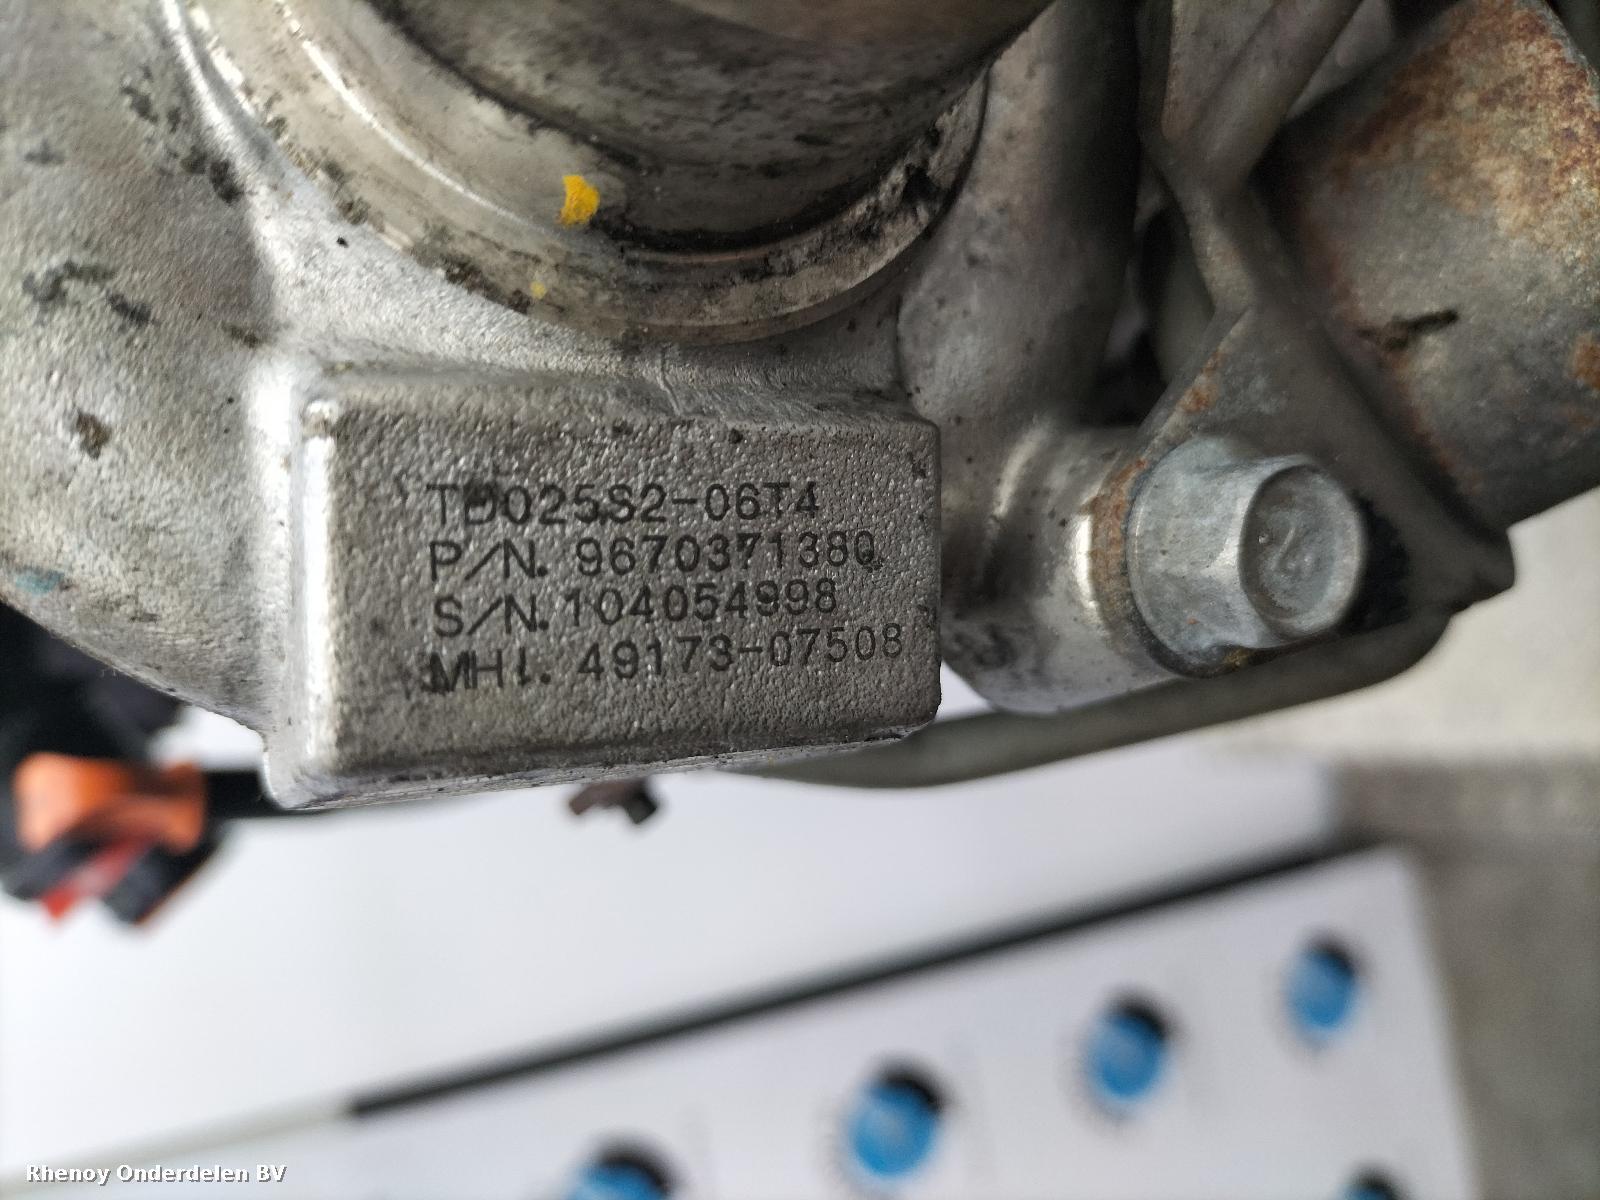 TD025S2-06T4
P/N. 9670371380
S/N. 104054998
MHI. 49173-07508
Rhenoy Onderdelen BV